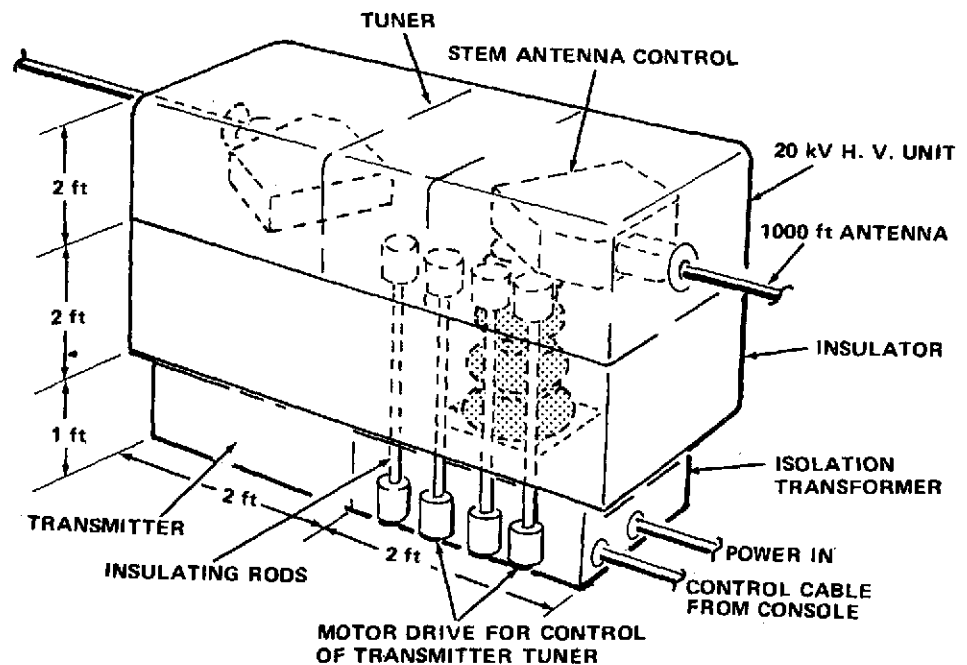 TUNER
STEM ANTENNA CONTROL
20 kV H. V. UNIT
1000 ft ANTENNA
2 ft
2 ft
INSULATOR
1 ft
2 ft
ISOLATION
TRANSFORMER
TRANSMITTER
2 ft
POWER IN
INSULATING RODS
CONTROL CABLE
FROM CONSOLE
MOTOR DRIVE FOR CONTROL
OF TRANSMITTER TUNER